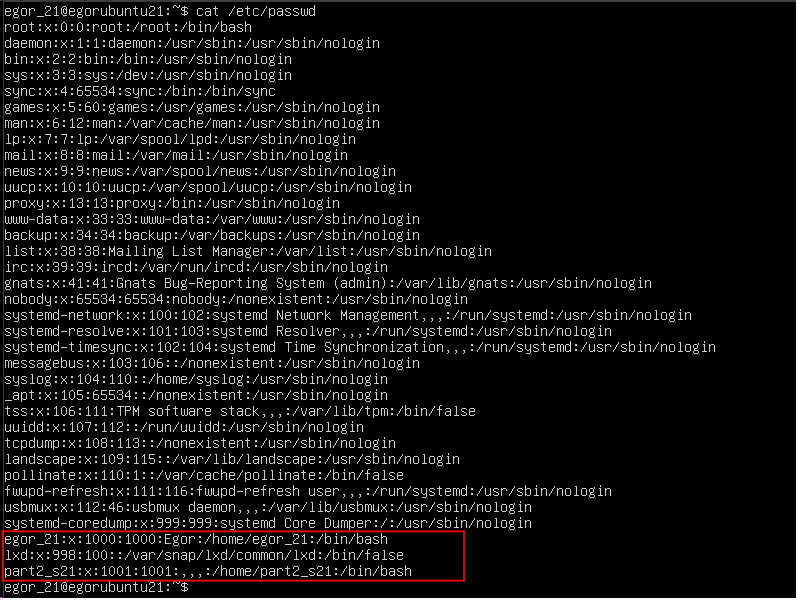 egor_21@egorubuntu21:~$ cat /etc/passwd
root:x:0:0:root:/root:/bin/bash
daemon:x:1:1:daemon:/usr/sbin:/usr/sbin/nologin
bin:x:2:2:bin:/bin:/usr/sbin/nologin
sys:x:3:3:sys:/dev:/usr/sbin/nologin
sync:x:4:65534:sync:/bin:/bin/sync
games:x:5:60:games:/usr/games:/usr/sbin/nologin
man:x:6:12:man:/var/cache/man:/usr/sbin/nologin
lp:x:7:7:lp:/var/spool/lpd:/usr/sbin/nologin
mail:x:8:8:mail:/var/mail:/usr/sbin/nologin
news:x:9:9:news:/var/spool/news:/usr/sbin/nologin
uucp:x:10:10:uucp:/var/spool/uucp:/usr/sbin/nologin
proxy:x:13:13:proxy:/bin:/usr/sbin/nologin
www-data:x:33:33:www-data:/var/www:/usr/sbin/nologin
backup:x:34:34:backup:/var/backups:/usr/sbin/nologin
list:x:38:38:Mailing List Manager:/var/list:/usr/sbin/nologin
irc:x:39:39:ircd:/var/run/ircd:/usr/sbin/nologin
gnats:x:41:41:Gnats Bug-Reporting System (admin):/var/lib/gnats:/usr/sbin/nologin
nobody:x:65534:65534:nobody:/nonexistent:/usr/sbin/nologin
systemd-network:x:100:102:systemd Network Management,,,:/run/systemd:/usr/sbin/nologin
systemd-resolve:x:101:103:systemd Resolver,,,:/run/systemd:/usr/sbin/nologin
systemd-timesync:x:102:104:systemd Time Synchronization,,,:/run/systemd:/usr/sbin/nologin
messagebus:x:103:106::/nonexistent:/usr/sbin/nologin
syslog:x:104:110::/home/syslog:/usr/sbin/nologin
_apt:x:105:65534::/nonexistent:/usr/sbin/nologin
tss:x:106:111:TPM software stack,,,:/var/lib/tpm:/bin/false
uuidd:x:107:112::/run/uuidd:/usr/sbin/nologin
tcpdump:x:108:113::/nonexistent:/usr/sbin/nologin
landscape:x:109:115::/var/lib/landscape:/usr/sbin/nologin
pollinate:x:110:1::/var/cache/pollinate:/bin/false
fwupd-refresh:x:111:116:fwupd-refresh user,,,:/run/systemd:/usr/sbin/nologin
usbmux:x:112:46:usbmux daemon,,,:/var/lib/usbmux:/usr/sbin/nologin
systemd-coredump:x:999:999:systemd Core Dumper:/:/usr/sbin/nologin
egor_21:x:1000:1000:Egor:/home/egor_21:/bin/bash
lxd:x:998:100::/var/snap/lxd/common/lxd:/bin/false
part2_s21:x:1001:1001:,,,:/home/part2_s21:/bin/bash
egor_21@egorubuntu21:~$